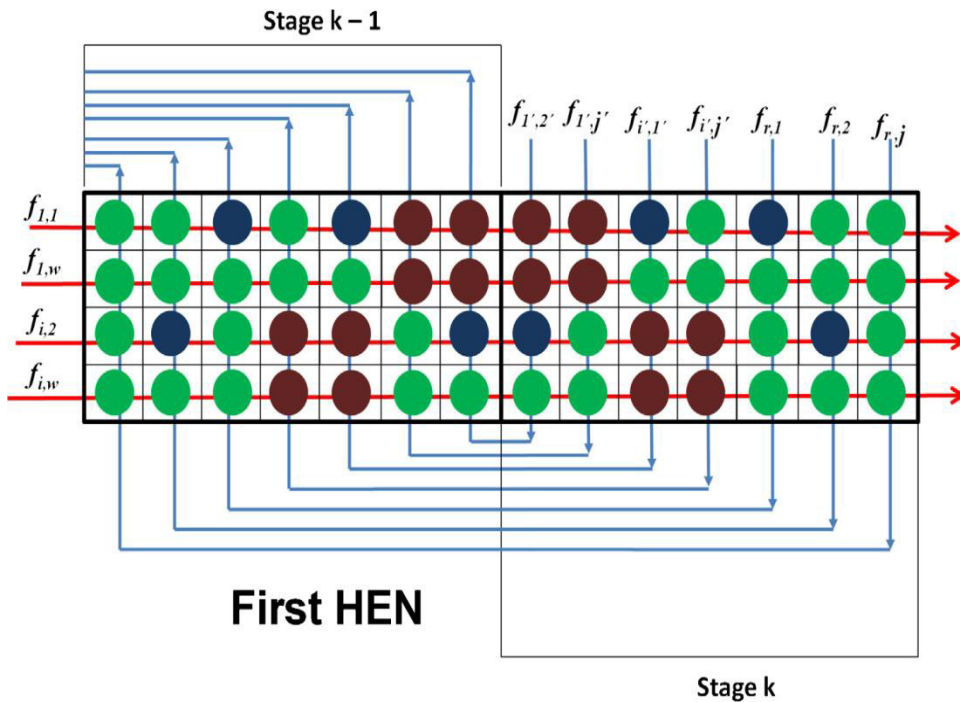 Stage k – 1
f1′,2′ f1′,j′ fi′,1′ fi′,j′ fr,1 fr,2 fr,j
f1,1
f1,w
fi,2
fi,w
First HEN
Stage k